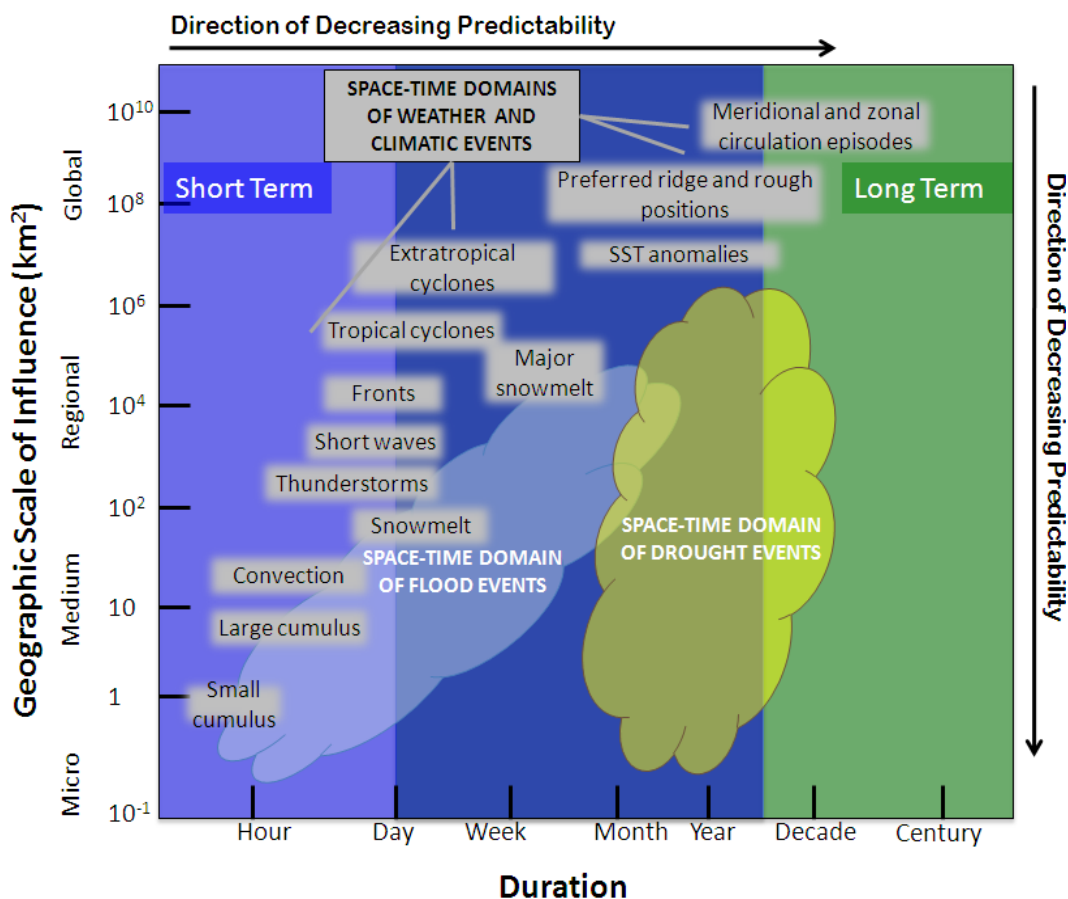 Direction of Decreasing Predictability
SPACE-TIME DOMAINS
OF WEATHER AND
CLIMATIC EVENTS
Meridional and zonal
circulation episodes
Short Term
Preferred ridge and rough
positions
Long Term
Extratropical
cyclones
SST anomalies
Tropical cyclones
Major
snowmelt
Fronts
Short waves
Thunderstorms
Snowmelt
SPACE-TIME DOMAIN
OF FLOOD EVENTS
SPACE-TIME DOMAIN
OF DROUGHT EVENTS
Convection
Large cumulus
Small
cumulus
Geographic Scale of Influence (km²)
Global
Regional
Medium
Micro
10¹⁰
10⁸
10⁶
10⁴
10²
10
1
10⁻¹
Direction of Decreasing Predictability
Hour
Day
Week
Month
Year
Decade
Century
Duration